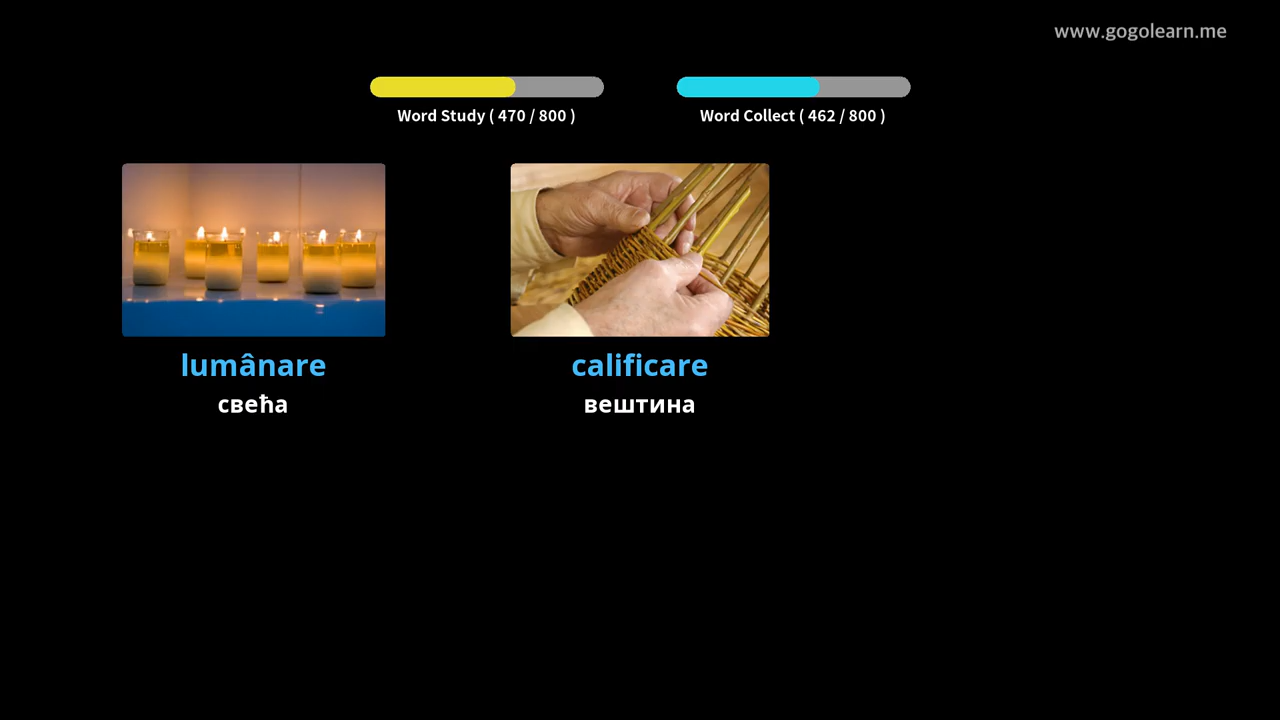 www.gogolearn.me
Word Study ( 470 / 800 )
Word Collect ( 462 / 800 )
lumânare
calificare
свећа
вештина